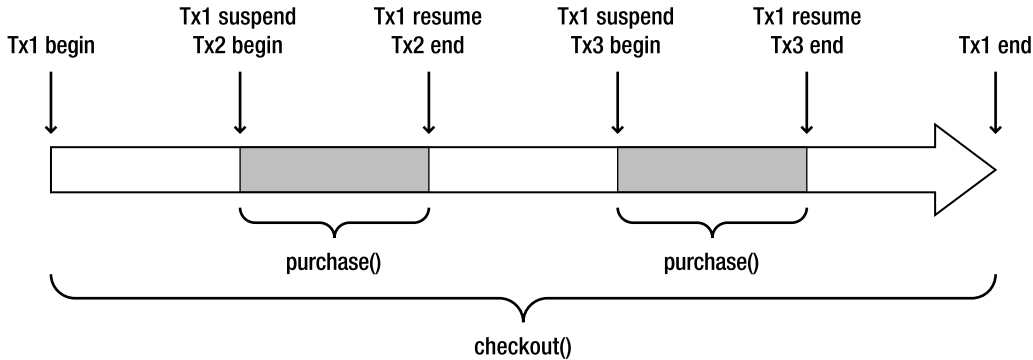 Tx1 suspend Tx1 resume Tx1 suspend Tx1 resume
Tx1 begin Tx2 begin Tx2 end Tx3 begin Tx3 end Tx1 end
purchase() purchase()
checkout()